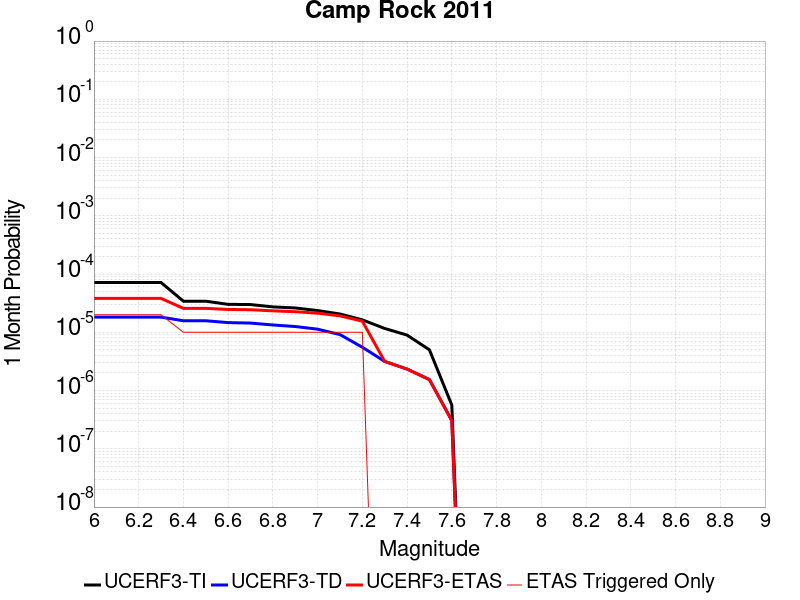 Camp Rock 2011
1 Month Probability
10^0
10^-1
10^-2
10^-3
10^-4
10^-5
10^-6
10^-7
10^-8
6 6.2 6.4 6.6 6.8 7 7.2 7.4 7.6 7.8 8 8.2 8.4 8.6 8.8 9
Magnitude
UCERF3-TI UCERF3-TD UCERF3-ETAS ETAS Triggered Only